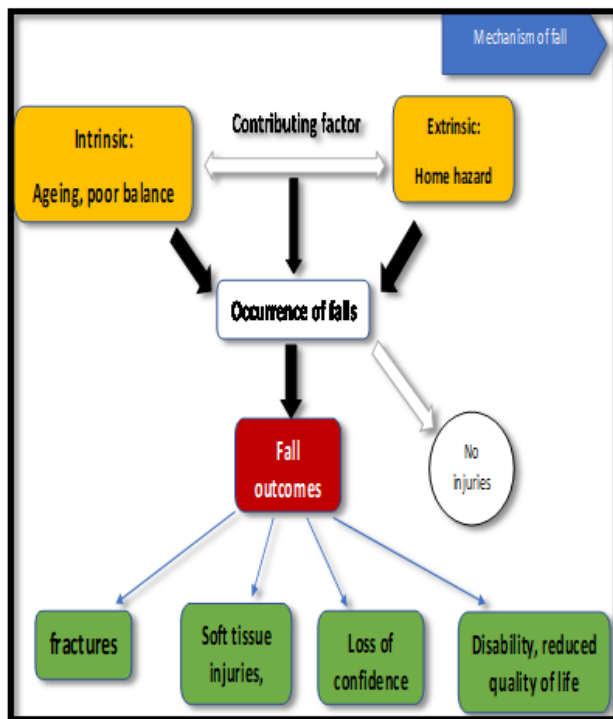 Mechanism of fall
Contributing factor
Intrinsic:
Ageing, poor balance
Extrinsic:
Home hazard
Occurrence of falls
Fall
outcomes
No
injuries
fractures
Soft tissue
injuries,
Loss of
confidence
Disability, reduced
quality of life